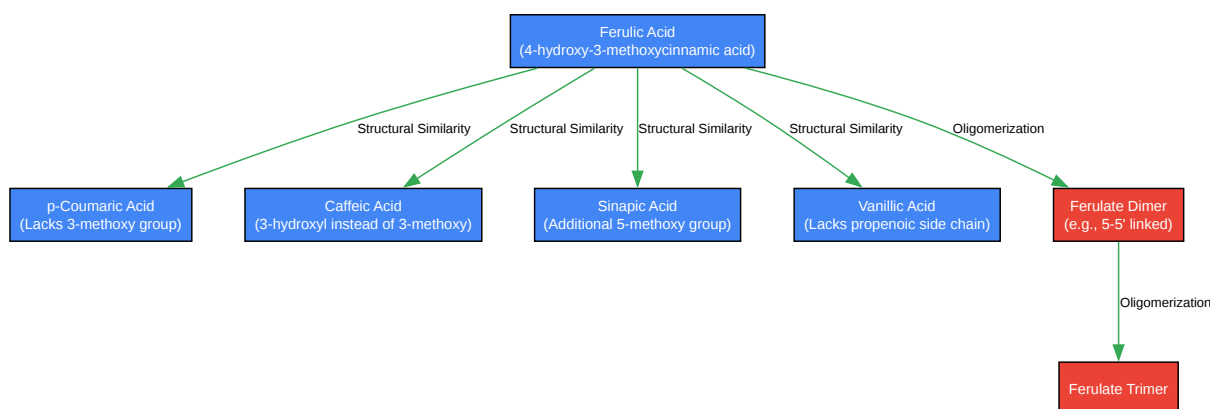 Ferulic Acid
(4-hydroxy-3-methoxycinnamic acid)
Structural Similarity
Structural Similarity
Structural Similarity
Structural Similarity
Oligomerization
p-Coumaric Acid
(Lacks 3-methoxy group)
Caffeic Acid
(3-hydroxyl instead of 3-methoxy)
Sinapic Acid
(Additional 5-methoxy group)
Vanillic Acid
(Lacks propenoic side chain)
Ferulate Dimer
(e.g., 5-5' linked)
Oligomerization
Ferulate Trimer